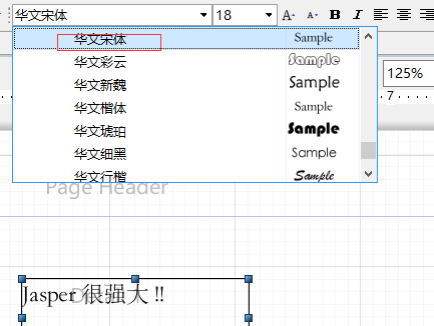 华文宋体 18 A A B I
华文宋体 Sample
华文彩云 Sample
华文新魏 Sample
华文楷体 Sample
华文琥珀 Sample
华文细黑 Sample
华文行楷 Sample
125%
7
Page Header
Jasper 很强大 !!